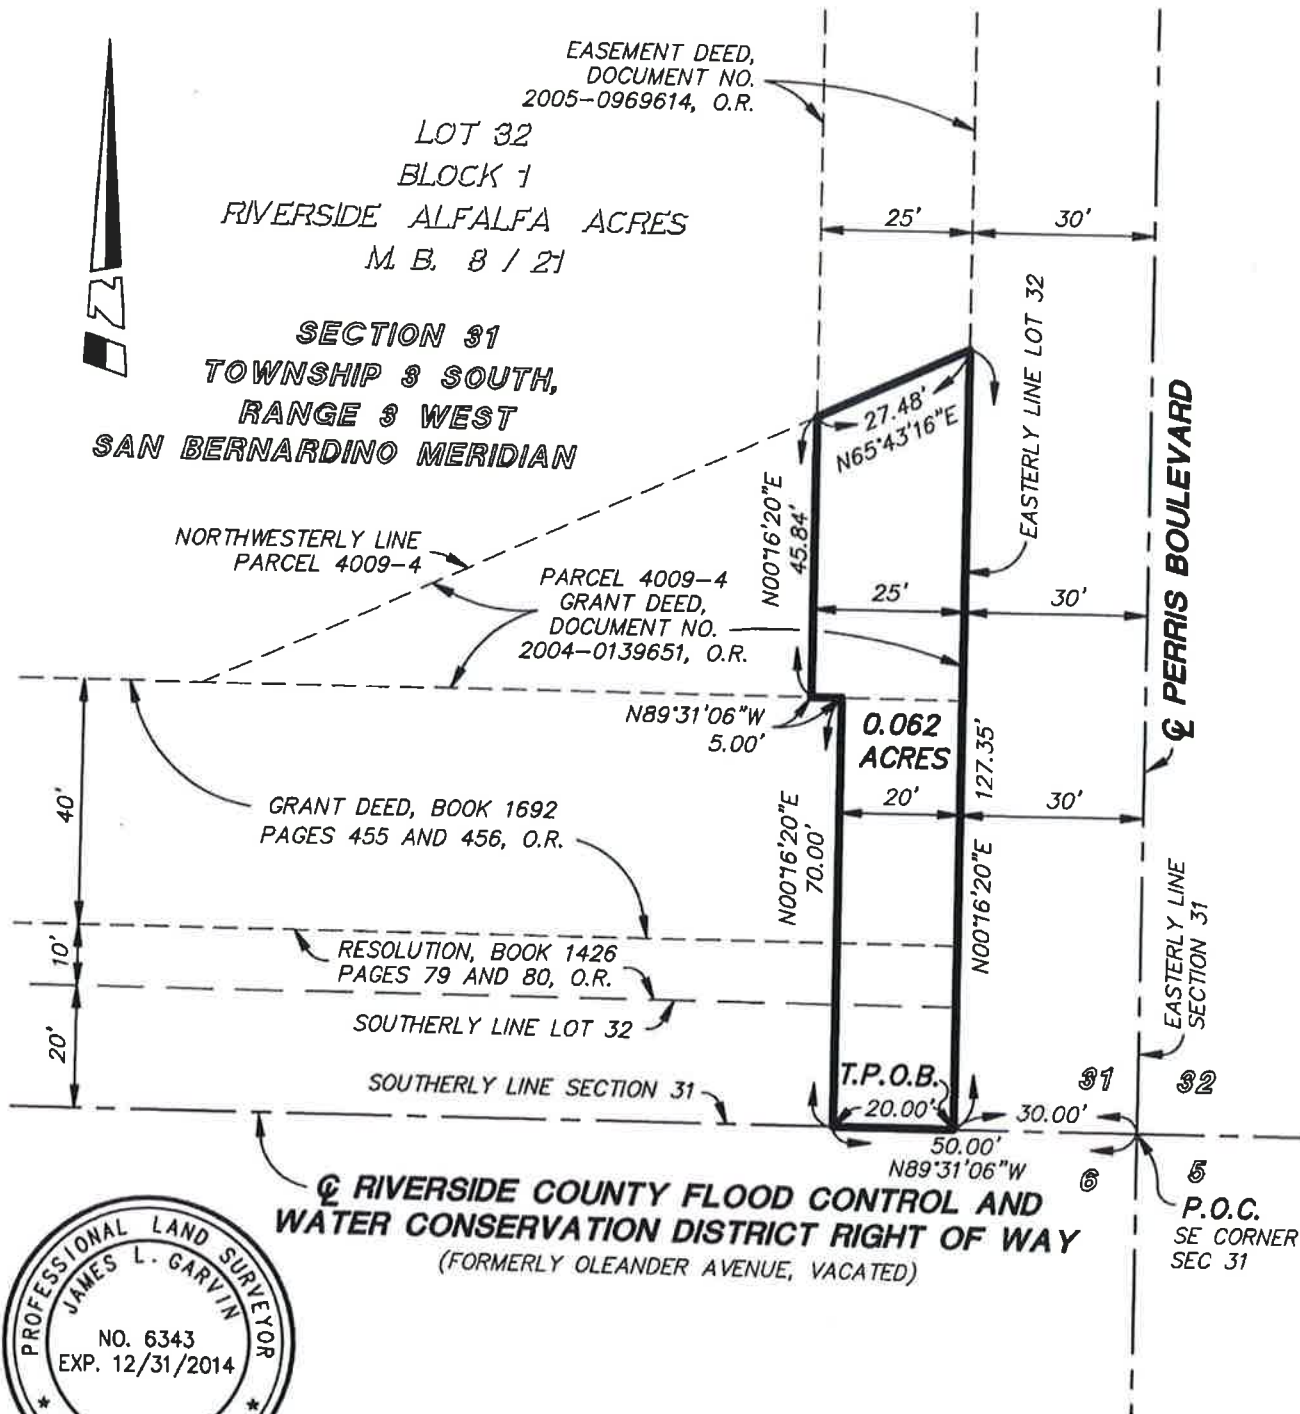 EASEMENT DEED,
DOCUMENT NO.
2005-0969614, O.R.
LOT 32
BLOCK 1
RIVERSIDE ALFALFA ACRES
M. B. 8 / 21
N
SECTION 31
TOWNSHIP 3 SOUTH,
RANGE 3 WEST
SAN BERNARDINO MERIDIAN
25'
30'
EASTERLY LINE LOT 32
27.48'
N65°43'16"E
℄ PERRIS BOULEVARD
NORTHWESTERLY LINE
PARCEL 4009-4
N00°16'20"E
45.84'
PARCEL 4009-4
GRANT DEED,
DOCUMENT NO.
2004-0139651, O.R.
25'
30'
N89°31'06"W
5.00'
0.062
ACRES
127.35'
N00°16'20"E
20'
30'
40'
GRANT DEED, BOOK 1692
PAGES 455 AND 456, O.R.
N00°16'20"E
70.00'
EASTERLY LINE
SECTION 31
10'
RESOLUTION, BOOK 1426
PAGES 79 AND 80, O.R.
SOUTHERLY LINE LOT 32
20'
SOUTHERLY LINE SECTION 31
T.P.O.B.
20.00'
30.00'
31
32
50.00'
N89°31'06"W
6
5
P.O.C.
SE CORNER
SEC 31
℄ RIVERSIDE COUNTY FLOOD CONTROL AND
WATER CONSERVATION DISTRICT RIGHT OF WAY
(FORMERLY OLEANDER AVENUE, VACATED)
PROFESSIONAL LAND SURVEYOR
JAMES L. GARVIN
NO. 6343
EXP. 12/31/2014